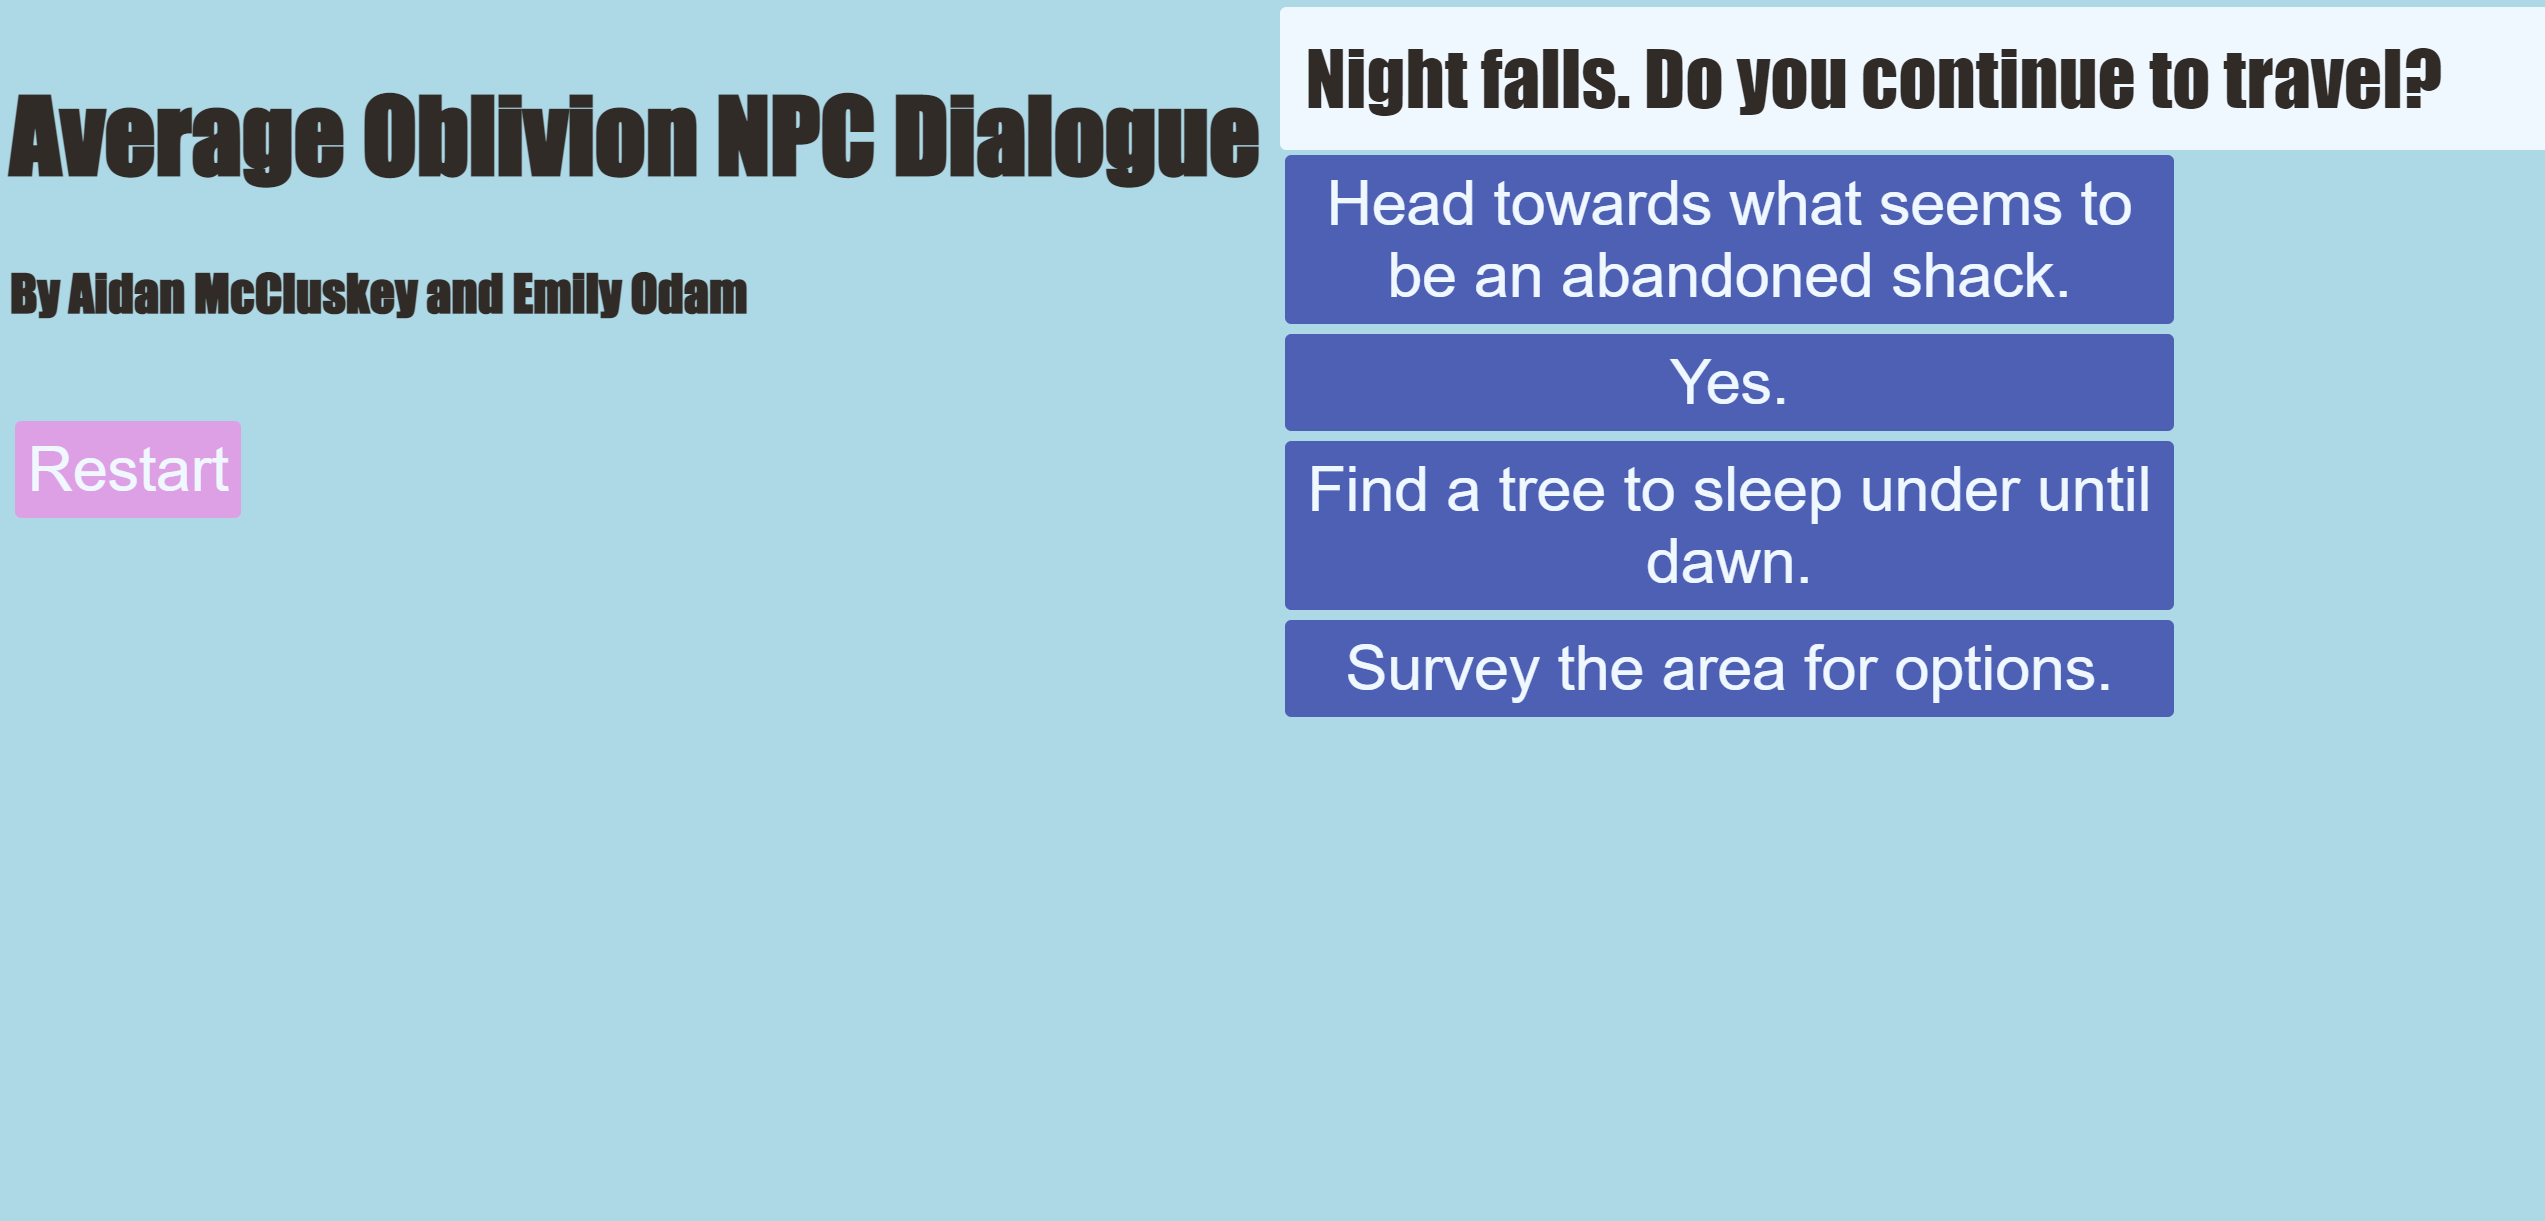 Average Oblivion NPC Dialogue
By Aidan McCluskey and Emily Odam
Restart
Night falls. Do you continue to travel?
Head towards what seems to
be an abandoned shack.
Yes.
Find a tree to sleep under until
dawn.
Survey the area for options.